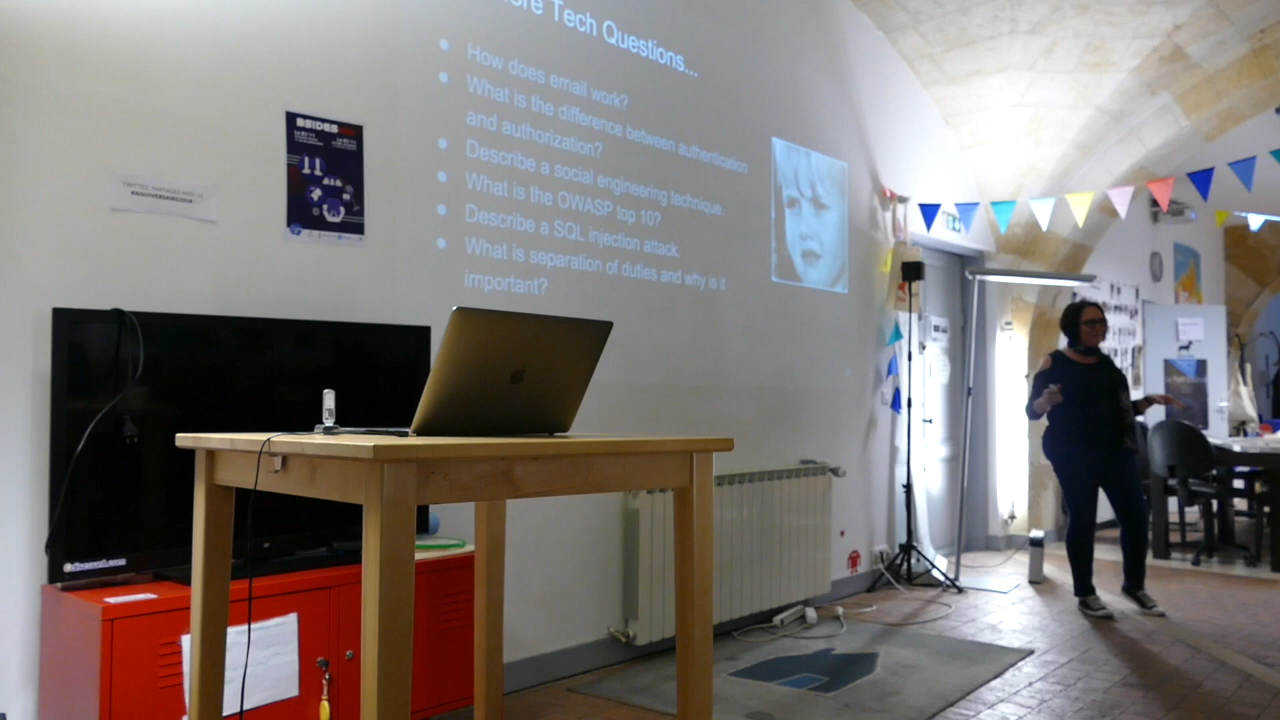 ore Tech Questions...
How does email work?
What is the difference between authentication
and authorization?
Describe a social engineering technique.
What is the OWASP top 10?
Describe a SQL injection attack.
What is separation of duties and why is it
important?
BSIDES
Cdiscount.com